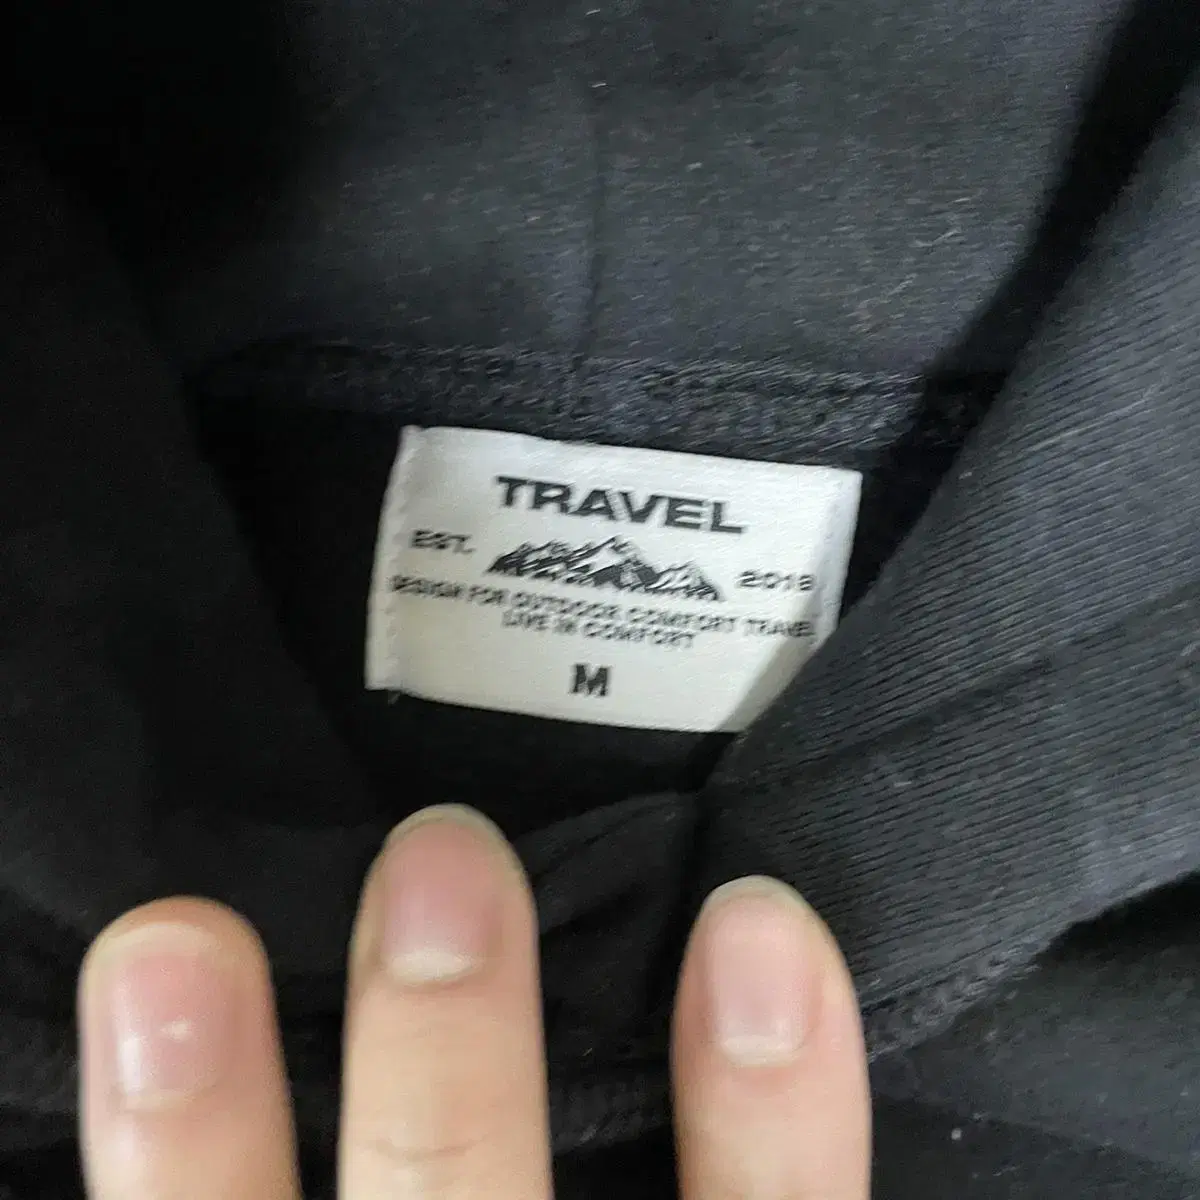 TRAVEL
EST. 2018
DESIGN FOR OUTDOOR COMFORT TRAVEL
LIVE IN COMFORT
M